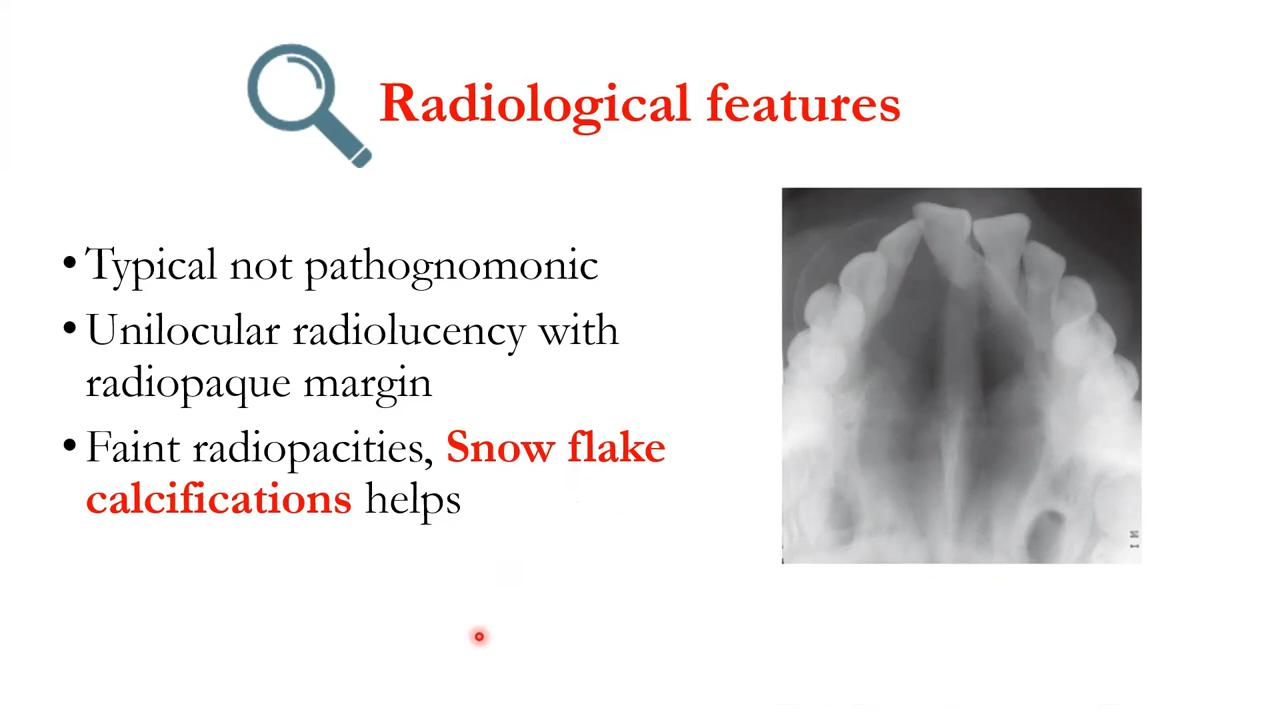 Radiological features
• Typical not pathognomonic
• Unilocular radiolucency with
radiopaque margin
• Faint radiopacities, Snow flake
calcifications helps